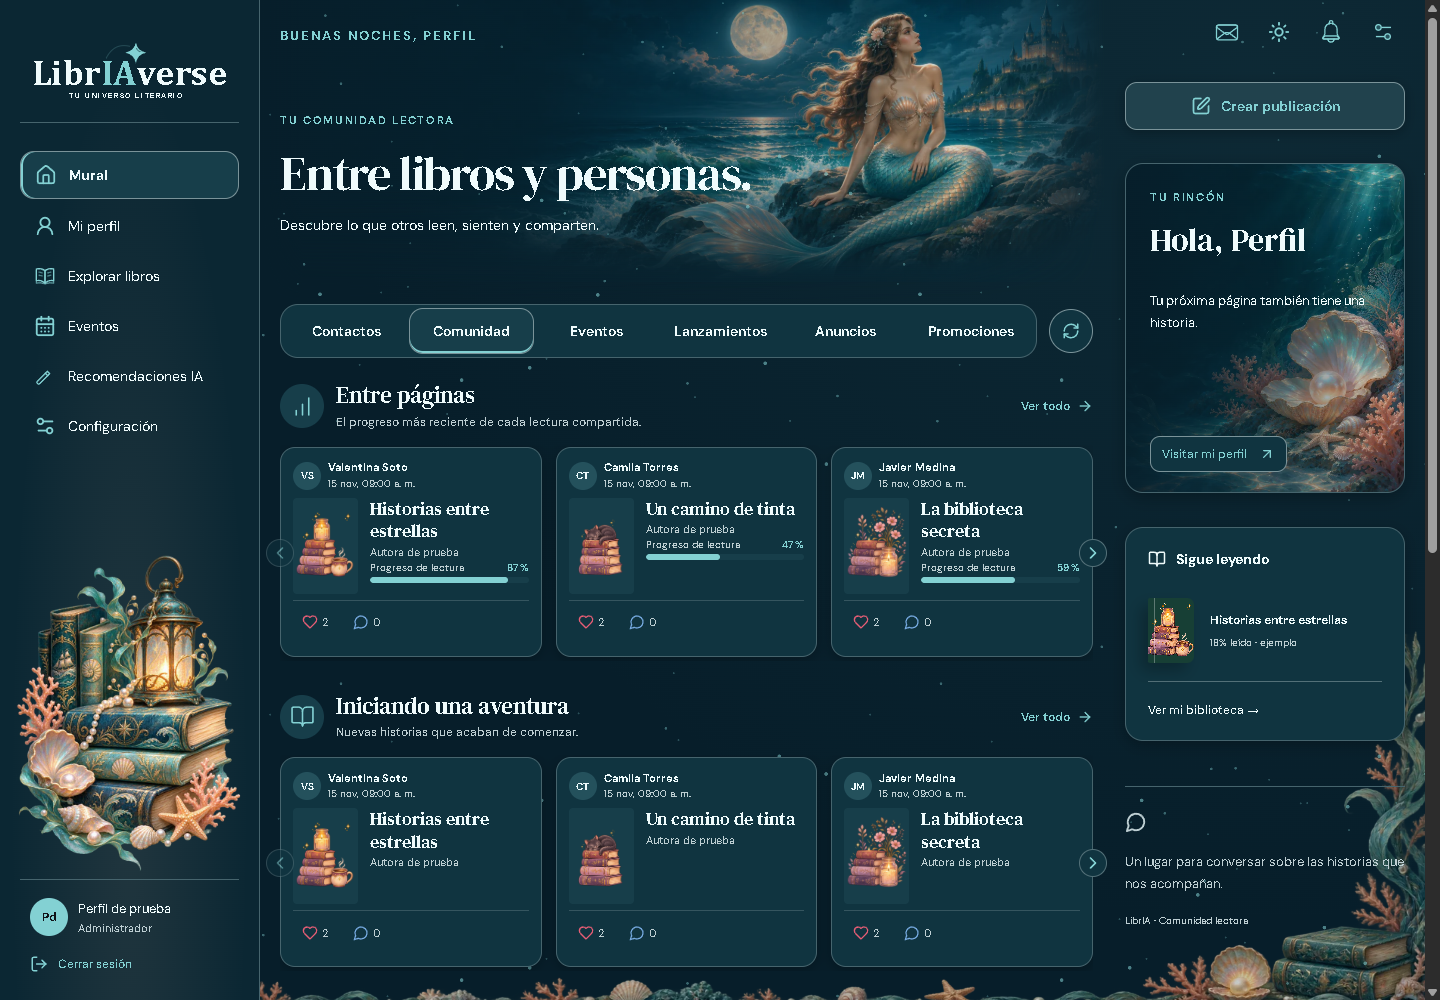 LibrIAverse
TU UNIVERSO LITERARIO
Mural
Mi perfil
Explorar libros
Eventos
Recomendaciones IA
Configuración
Pd
Perfil de prueba
Administrador
Cerrar sesión
BUENAS NOCHES, PERFIL
TU COMUNIDAD LECTORA
Entre libros y personas.
Descubre lo que otros leen, sienten y comparten.
Contactos
Comunidad
Eventos
Lanzamientos
Anuncios
Promociones
Entre páginas
El progreso más reciente de cada lectura compartida.
Ver todo →
VS
Valentina Soto
15 nov, 09:00 a. m.
Historias entre
estrellas
Autora de prueba
Progreso de lectura 87%
2 0
CT
Camila Torres
15 nov, 09:00 a. m.
Un camino de tinta
Autora de prueba
Progreso de lectura 47%
2 0
JM
Javier Medina
15 nov, 09:00 a. m.
La biblioteca
secreta
Autora de prueba
Progreso de lectura 59%
2 0
Iniciando una aventura
Nuevas historias que acaban de comenzar.
Ver todo →
VS
Valentina Soto
15 nov, 09:00 a. m.
Historias entre
estrellas
Autora de prueba
2 0
CT
Camila Torres
15 nov, 09:00 a. m.
Un camino de tinta
Autora de prueba
2 0
JM
Javier Medina
15 nov, 09:00 a. m.
La biblioteca
secreta
Autora de prueba
2 0
Crear publicación
TU RINCÓN
Hola, Perfil
Tu próxima página también tiene una
historia.
Visitar mi perfil
Sigue leyendo
Historias entre estrellas
18% leído · ejemplo
Ver mi biblioteca →
Un lugar para conversar sobre las historias que
nos acompañan.
LibrIA · Comunidad lectora